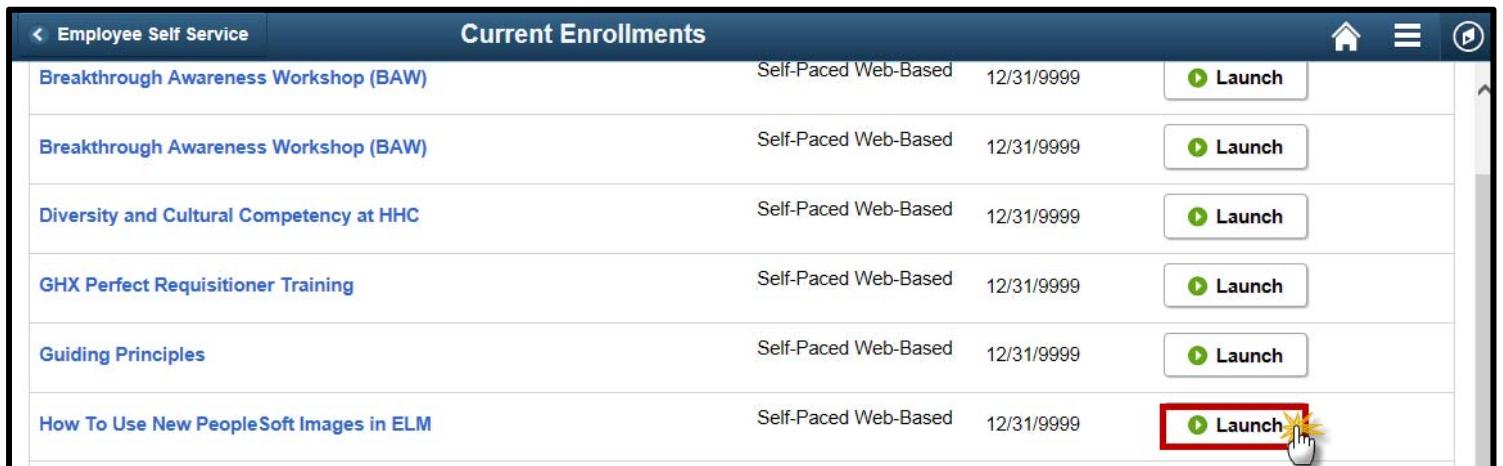 Employee Self Service Current Enrollments
Breakthrough Awareness Workshop (BAW) Self-Paced Web-Based 12/31/9999 Launch
Breakthrough Awareness Workshop (BAW) Self-Paced Web-Based 12/31/9999 Launch
Diversity and Cultural Competency at HHC Self-Paced Web-Based 12/31/9999 Launch
GHX Perfect Requisitioner Training Self-Paced Web-Based 12/31/9999 Launch
Guiding Principles Self-Paced Web-Based 12/31/9999 Launch
How To Use New PeopleSoft Images in ELM Self-Paced Web-Based 12/31/9999 Launch